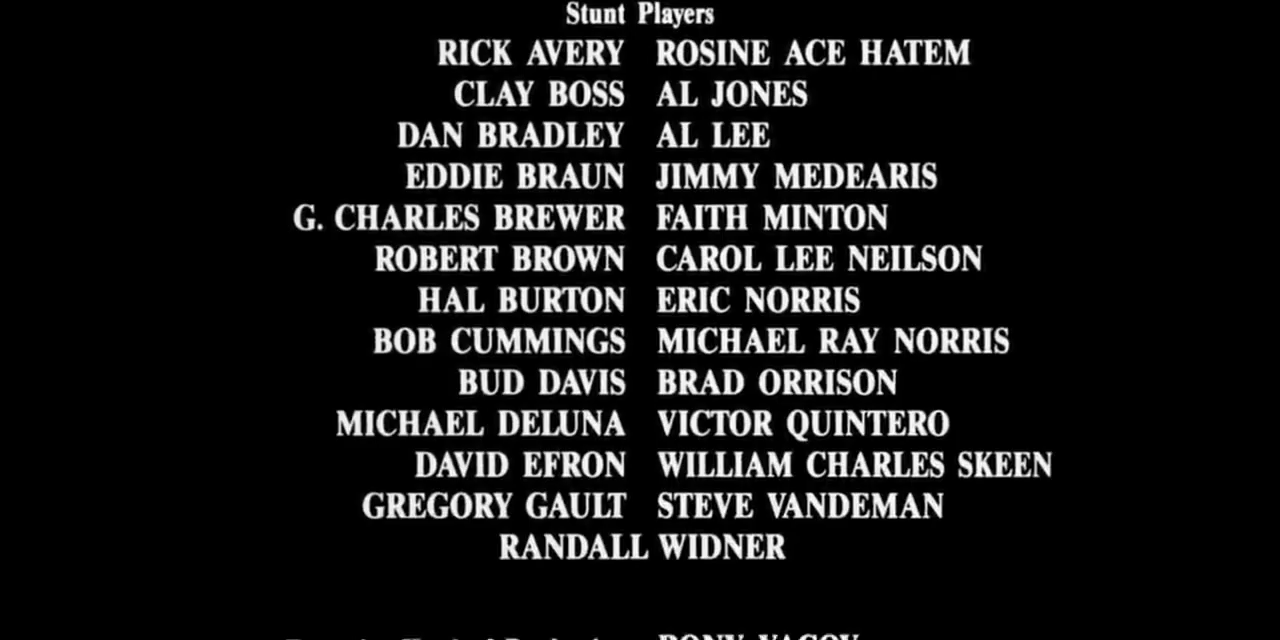 Stunt Players
RICK AVERY ROSINE ACE HATEM
CLAY BOSS AL JONES
DAN BRADLEY AL LEE
EDDIE BRAUN JIMMY MEDEARIS
G. CHARLES BREWER FAITH MINTON
ROBERT BROWN CAROL LEE NEILSON
HAL BURTON ERIC NORRIS
BOB CUMMINGS MICHAEL RAY NORRIS
BUD DAVIS BRAD ORRISON
MICHAEL DELUNA VICTOR QUINTERO
DAVID EFRON WILLIAM CHARLES SKEEN
GREGORY GAULT STEVE VANDEMAN
RANDALL WIDNER